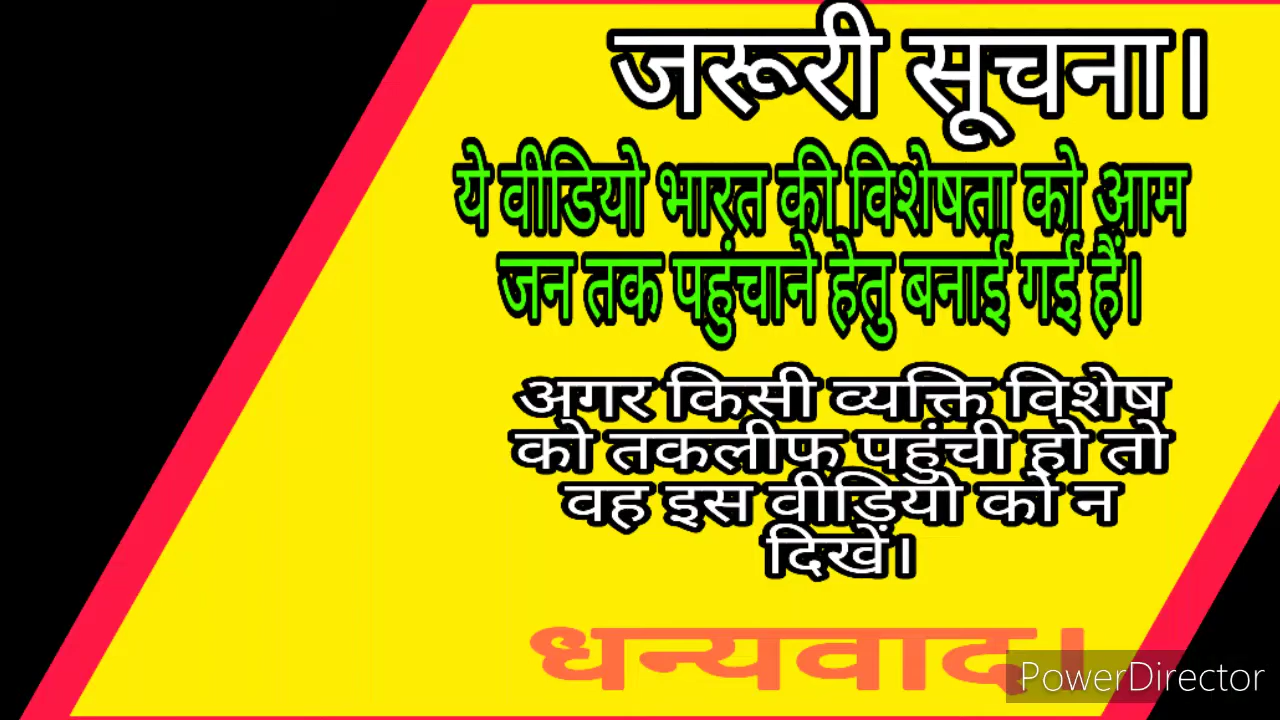 जरूरी सूचना।
ये वीडियो भारत की विशेषता को आम
जन तक पहुंचाने हेतु बनाई गई हैं।
अगर किसी व्यक्ति विशेष
को तकलीफ पहुंची हो तो
वह इस वीडियो को न
दिखें।
धन्यवाद।
PowerDirector